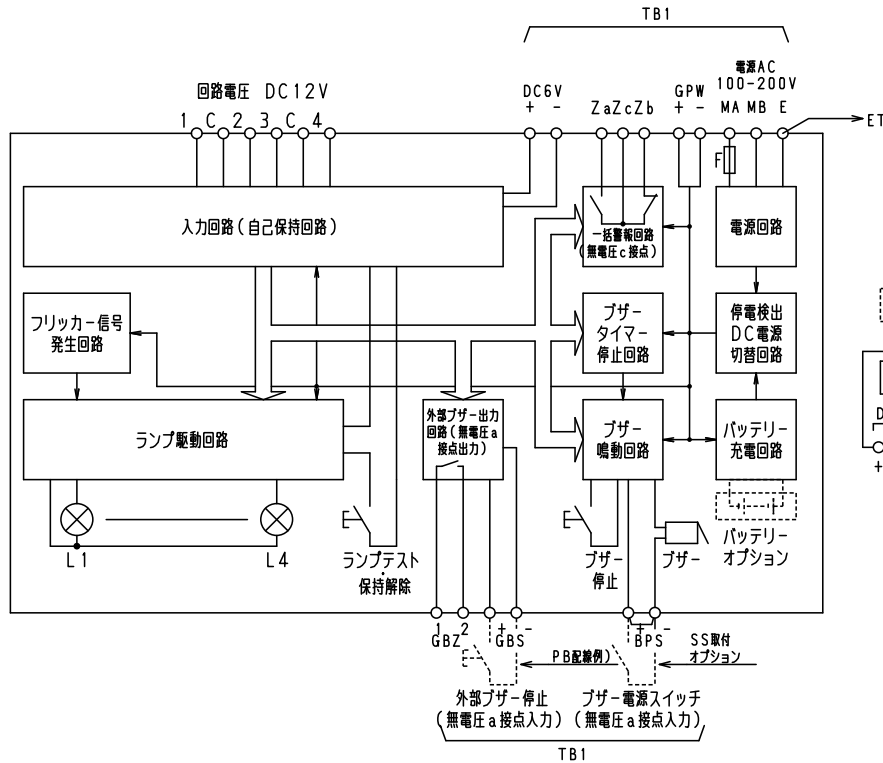 TB1
電源AC
100-200V
回路電圧 DC12V
DC6V
ZaZcZb
GPW
MA MB E
+ -
+ -
1 C 2 3 C 4
ET
F
入力回路(自己保持回路)
一括警報回路
(無電圧c接点)
電源回路
フリッカー信号
発生回路
ブザー
タイマー
停止回路
停電検出
DC電源
切替回路
ランプ駆動回路
外部ブザー出力
回路(無電圧a
接点出力)
ブザー
鳴動回路
バッテリー
充電回路
L1
L4
ランプテスト
・
保持解除
ブザー
停止
ブザー
バッテリー
オプション
+
1 2
GBZ
+ -
GBS
+ -
BPS
PB配線例)
SS取付
オプション
外部ブザー停止
(無電圧a接点入力)
ブザー電源スイッチ
(無電圧a接点入力)
TB1